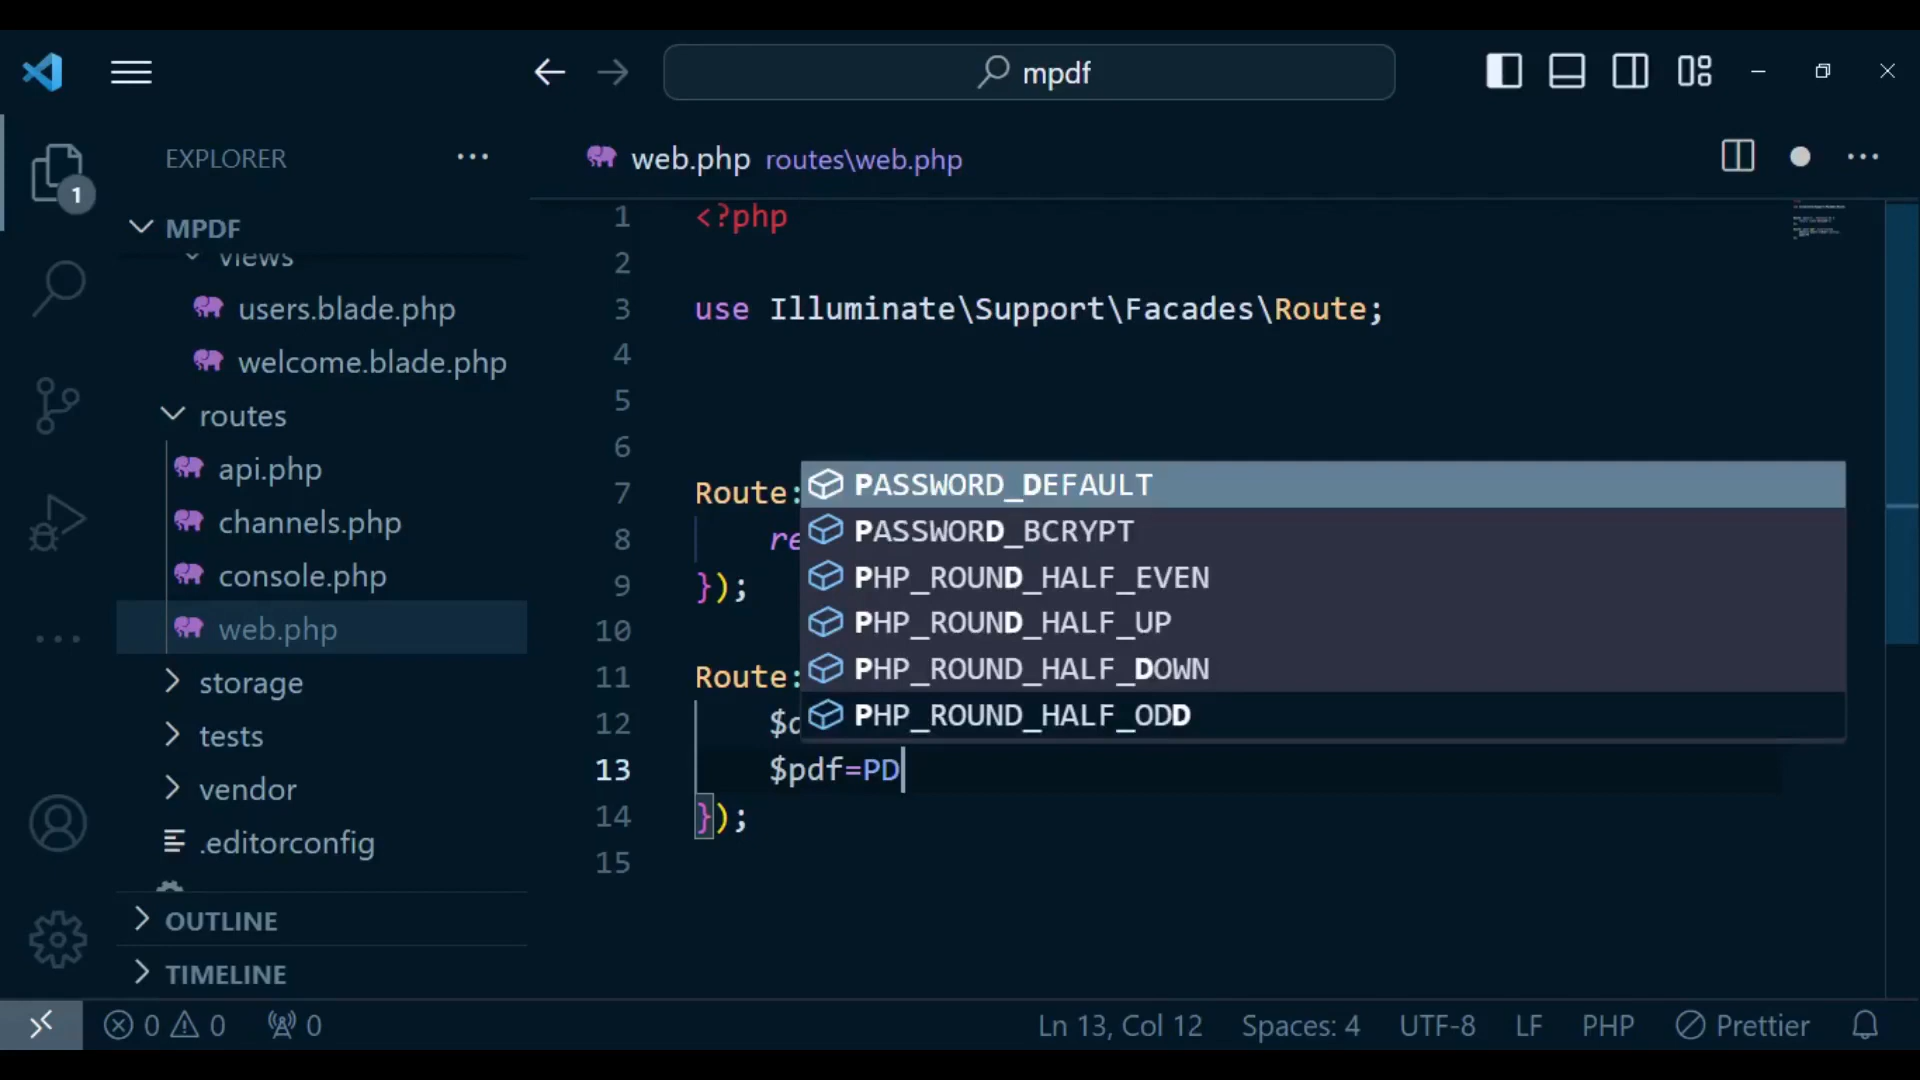 mpdf
EXPLORER
web.php routes\web.php
1
MPDF
views
users.blade.php
welcome.blade.php
routes
api.php
channels.php
console.php
web.php
storage
tests
vendor
.editorconfig
OUTLINE
TIMELINE
1 <?php
2
3 use Illuminate\Support\Facades\Route;
4
5
6
7 Route:
8 re
9 });
10
11 Route:
12 $d
13 $pdf=PD
14 });
15
PASSWORD_DEFAULT
PASSWORD_BCRYPT
PHP_ROUND_HALF_EVEN
PHP_ROUND_HALF_UP
PHP_ROUND_HALF_DOWN
PHP_ROUND_HALF_ODD
0 0 0 Ln 13, Col 12 Spaces: 4 UTF-8 LF PHP Prettier